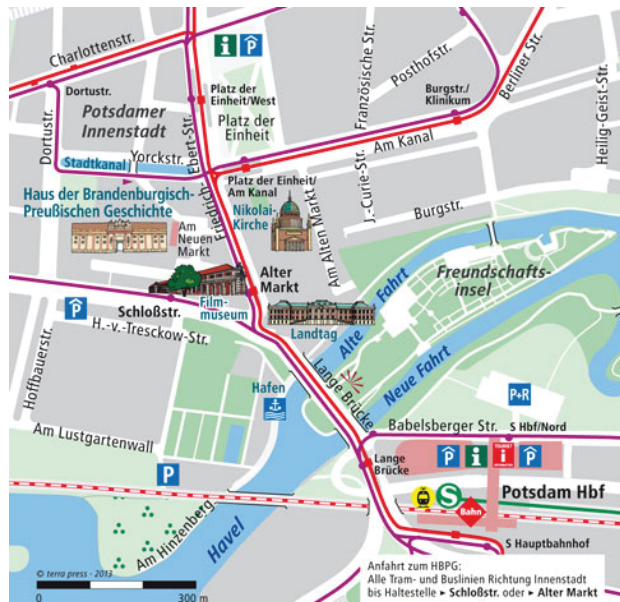 Charlottenstr.
Dortustr.
Potsdamer
Innenstadt
Dortustr.
Stadtkanal
Yorckstr.
Friedrich-Ebert-Str.
i
P
Platz der
Einheit/West
Platz der
Einheit
Französische Str.
Posthofstr.
Burgstr./
Klinikum
Berliner Str.
Heilig-Geist-Str.
Am Kanal
Platz der Einheit/
Am Kanal
J.-Curie-Str.
Haus der Brandenburgisch-
Preußischen Geschichte
Am
Neuen
Markt
Nikolai-
Kirche
Am Alten Markt
Burgstr.
Alter
Markt
Film-
museum
Landtag
Alte Fahrt
Freundschafts-
insel
Neue Fahrt
P
Schloßstr.
H.-v.-Tresckow-Str.
Hoffbauerstr.
Hafen
Lange Brücke
P+R
Am Lustgartenwall
P
Babelsberger Str.
S Hbf/Nord
Lange
Brücke
P
i
TOURIST
i
P
S
Potsdam Hbf
Bahn
Am Hinzenberg
Havel
S Hauptbahnhof
© terra press - 2013
0
300 m
Anfahrt zum HBPG:
Alle Tram- und Buslinien Richtung Innenstadt
bis Haltestelle ► Schloßstr. oder ► Alter Markt